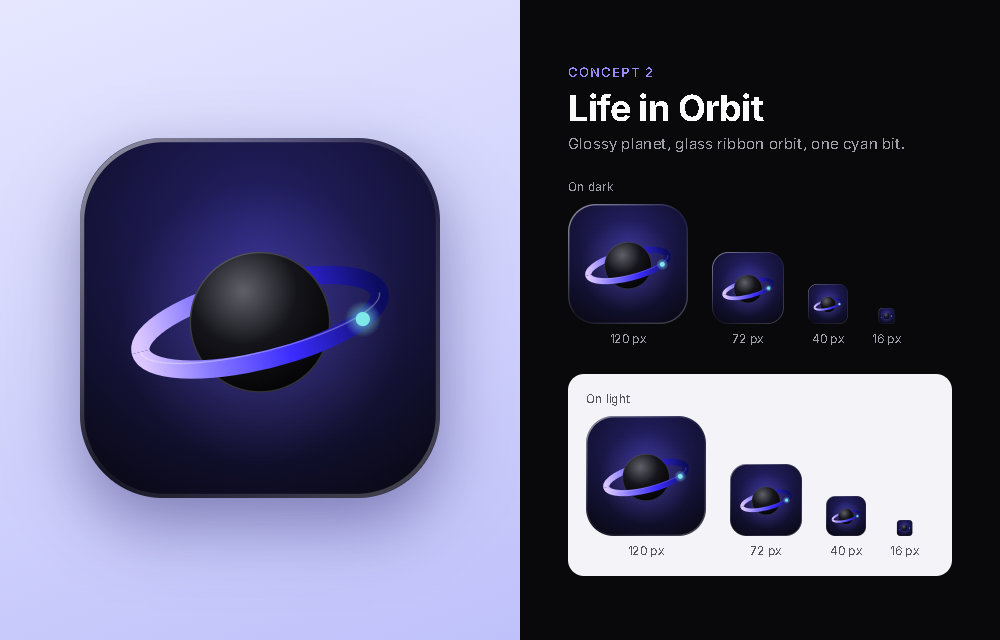 CONCEPT 2
Life in Orbit
Glossy planet, glass ribbon orbit, one cyan bit.
On dark
120 px
72 px
40 px
16 px
On light
120 px
72 px
40 px
16 px